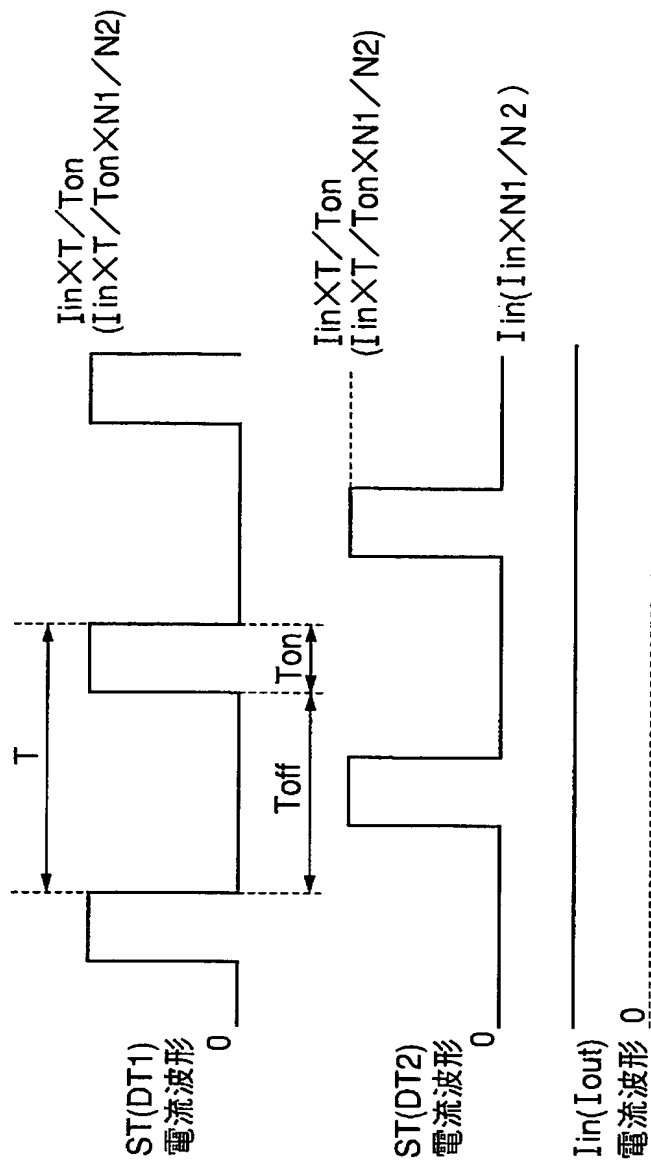 IinXT/Ton
(IinXT/TonXN1/N2)
T
Toff
Ton
ST(DT1)
電流波形
0
IinXT/Ton
(IinXT/TonXN1/N2)
Iin(IinXN1/N2)
ST(DT2)
電流波形
0
Iin(Iout)
電流波形
0